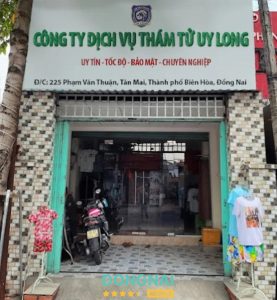 CÔNG TY DỊCH VỤ THÁM TỬ UY LONG
UY TÍN - TỐC ĐỘ - BẢO MẬT - CHUYÊN NGHIỆP
Đ/C: 225 Phạm Văn Thuận, Tân Mai, Thành phố Biên Hòa, Đồng Nai